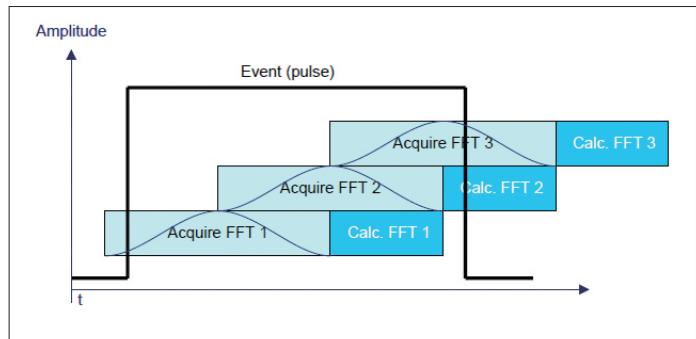 Amplitude
Event (pulse)
Acquire FFT 3
Calc. FFT 3
Acquire FFT 2
Calc. FFT 2
Acquire FFT 1
Calc. FFT 1
t